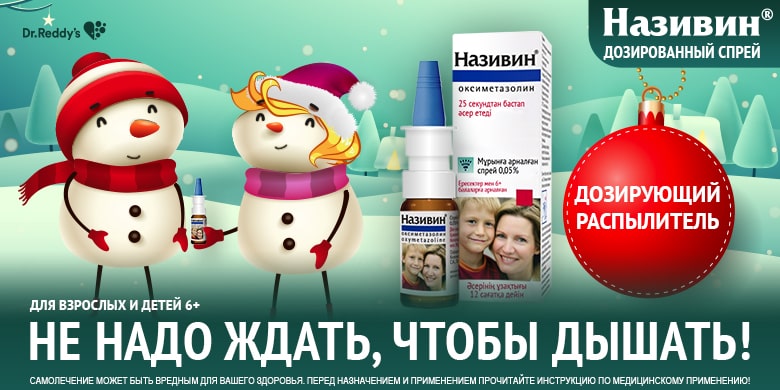 Dr.Reddy's
Називин®
ДОЗИРОВАННЫЙ СПРЕЙ
Називин®
оксиметазолин
25 секундтан бастап
әсер етеді
Мұрынға арналған
спрей 0,05%
Ересектер мен 6+
балаларға арналған
Әсерінің ұзақтығы
12 сағатқа дейін
Називин
оксиметазолин
oxymetazoline
ДОЗИРУЮЩИЙ
РАСПЫЛИТЕЛЬ
ДЛЯ ВЗРОСЛЫХ И ДЕТЕЙ 6+
НЕ НАДО ЖДАТЬ, ЧТОБЫ ДЫШАТЬ!
САМОЛЕЧЕНИЕ МОЖЕТ БЫТЬ ВРЕДНЫМ ДЛЯ ВАШЕГО ЗДОРОВЬЯ. ПЕРЕД НАЗНАЧЕНИЕМ И ПРИМЕНЕНИЕМ ПРОЧИТАЙТЕ ИНСТРУКЦИЮ ПО МЕДИЦИНСКОМУ ПРИМЕНЕНИЮ!